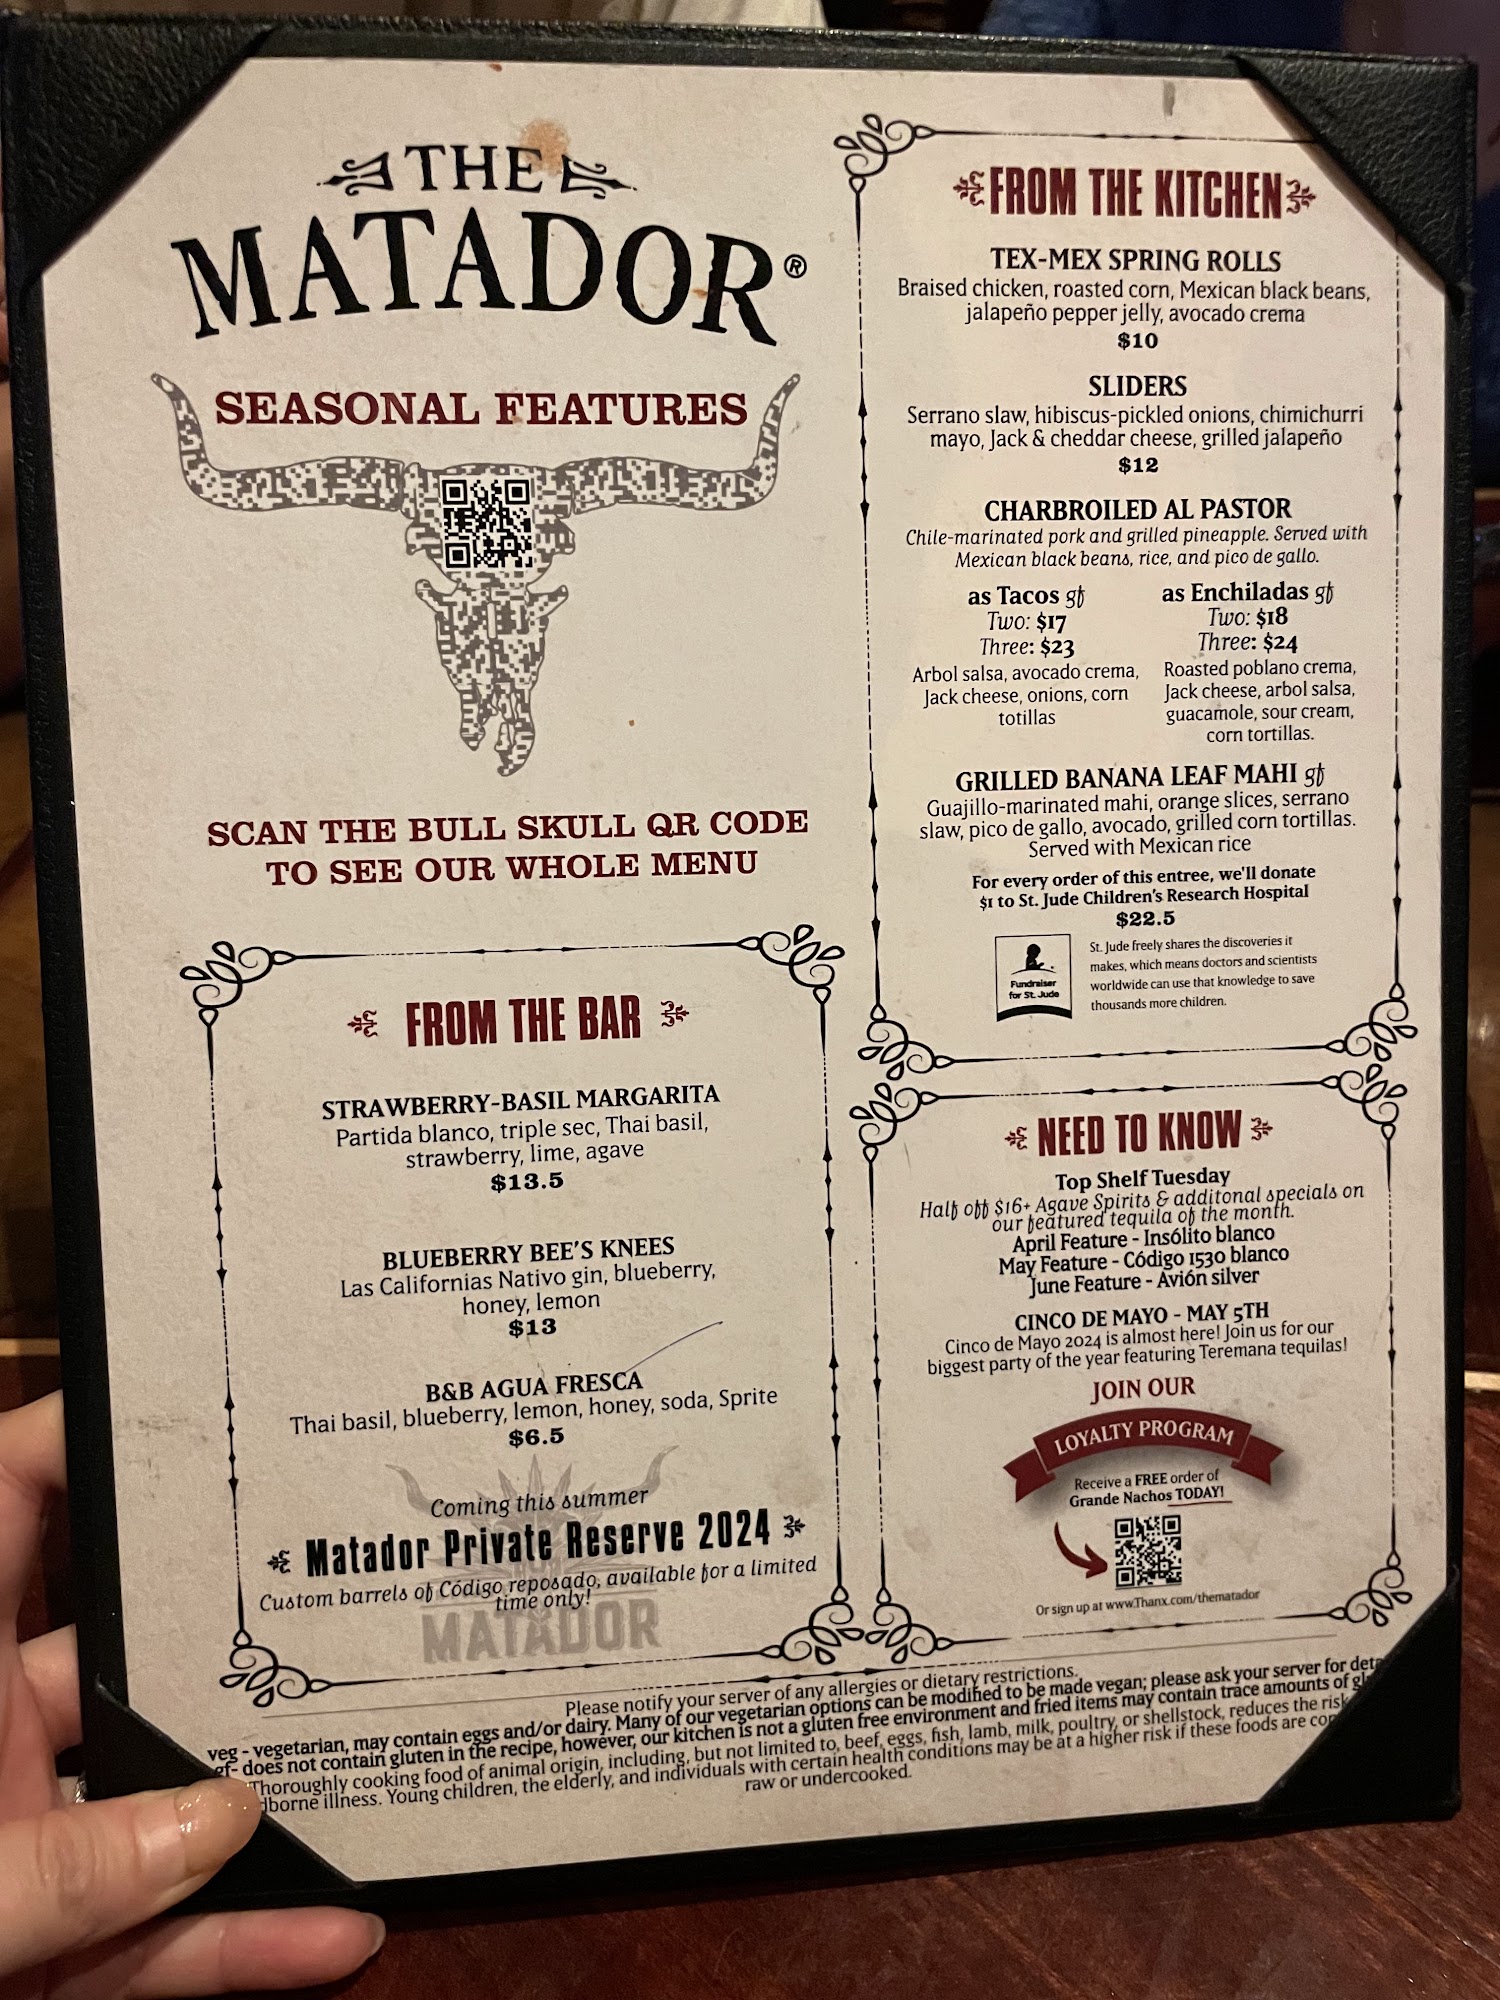 THE
MATADOR®
SEASONAL FEATURES
SCAN THE BULL SKULL QR CODE
TO SEE OUR WHOLE MENU
FROM THE BAR
STRAWBERRY-BASIL MARGARITA
Partida blanco, triple sec, Thai basil,
strawberry, lime, agave
$13.5
BLUEBERRY BEE'S KNEES
Las Californias Nativo gin, blueberry,
honey, lemon
$13
B&B AGUA FRESCA
Thai basil, blueberry, lemon, honey, soda, Sprite
$6.5
Coming this summer
Matador Private Reserve 2024
Custom barrels of Código reposado, available for a limited
time only!
MATADOR
FROM THE KITCHEN
TEX-MEX SPRING ROLLS
Braised chicken, roasted corn, Mexican black beans,
jalapeño pepper jelly, avocado crema
$10
SLIDERS
Serrano slaw, hibiscus-pickled onions, chimichurri
mayo, Jack & cheddar cheese, grilled jalapeño
$12
CHARBROILED AL PASTOR
Chile-marinated pork and grilled pineapple. Served with
Mexican black beans, rice, and pico de gallo.
as Tacos gf
Two: $17
Three: $23
Arbol salsa, avocado crema,
Jack cheese, onions, corn
totillas
as Enchiladas gf
Two: $18
Three: $24
Roasted poblano crema,
Jack cheese, arbol salsa,
guacamole, sour cream,
corn tortillas.
GRILLED BANANA LEAF MAHI gf
Guajillo-marinated mahi, orange slices, serrano
slaw, pico de gallo, avocado, grilled corn tortillas.
Served with Mexican rice
For every order of this entree, we'll donate
$1 to St. Jude Children's Research Hospital
$22.5
Fundraiser
for St. Jude
St. Jude freely shares the discoveries it
makes, which means doctors and scientists
worldwide can use that knowledge to save
thousands more children.
NEED TO KNOW
Top Shelf Tuesday
Half off $16+ Agave Spirits & additonal specials on
our featured tequila of the month.
April Feature - Insólito blanco
May Feature - Código 1530 blanco
June Feature - Avión silver
CINCO DE MAYO - MAY 5TH
Cinco de Mayo 2024 is almost here! Join us for our
biggest party of the year featuring Teremana tequilas!
JOIN OUR
LOYALTY PROGRAM
Receive a FREE order of
Grande Nachos TODAY!
Or sign up at www.Thanx.com/thematador
Please notify your server of any allergies or dietary restrictions.
veg - vegetarian, may contain eggs and/or dairy. Many of our vegetarian options can be modified to be made vegan; please ask your server for
gf- does not contain gluten in the recipe, however, our kitchen is not a gluten free environment and fried items may contain trace amounts of
Thoroughly cooking food of animal origin, including, but not limited to, beef, eggs, fish, lamb, milk, poultry, or shellstock, reduces the risk
illness. Young children, the elderly, and individuals with certain health conditions may be at a higher risk if these foods are
raw or undercooked.